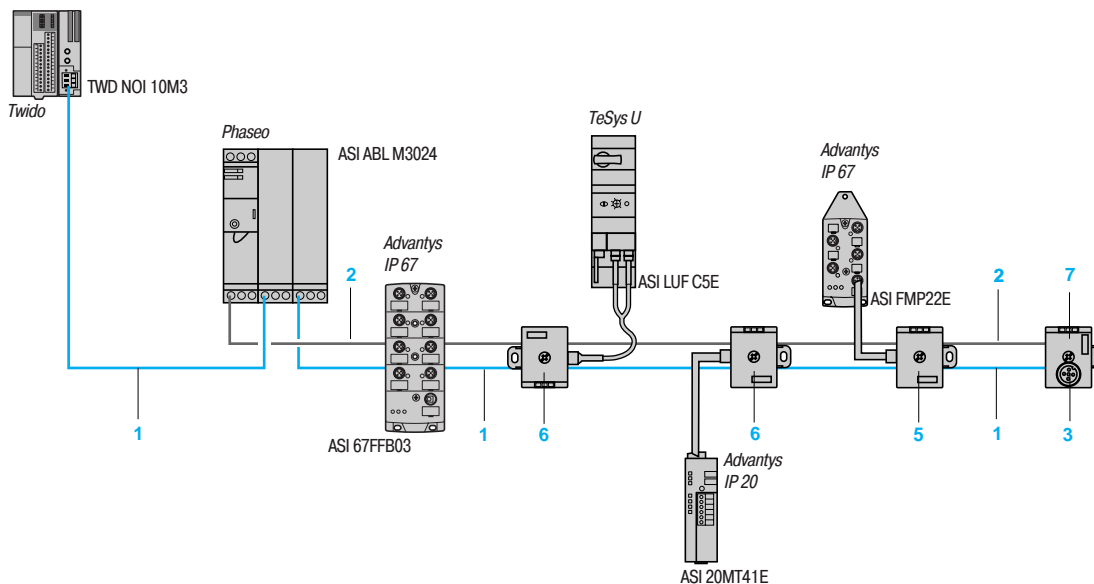 TWD NOI 10M3
Twido
Phaseo
ASI ABL M3024
TeSys U
Advantys
IP 67
Advantys
IP 67
2
ASI LUF C5E
ASI FMP22E
2
7
1
ASI 67FFB03
1
6
6
5
1
3
Advantys
IP 20
ASI 20MT41E